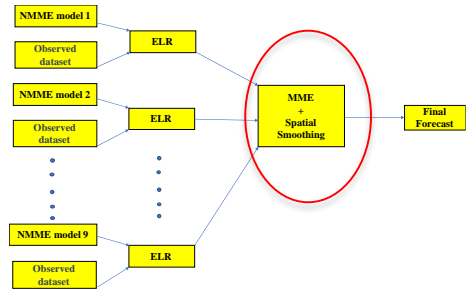 NMME model 1
Observed
dataset
ELR
NMME model 2
Observed
dataset
ELR
NMME model 9
Observed
dataset
ELR
MME
+
Spatial
Smoothing
Final
Forecast